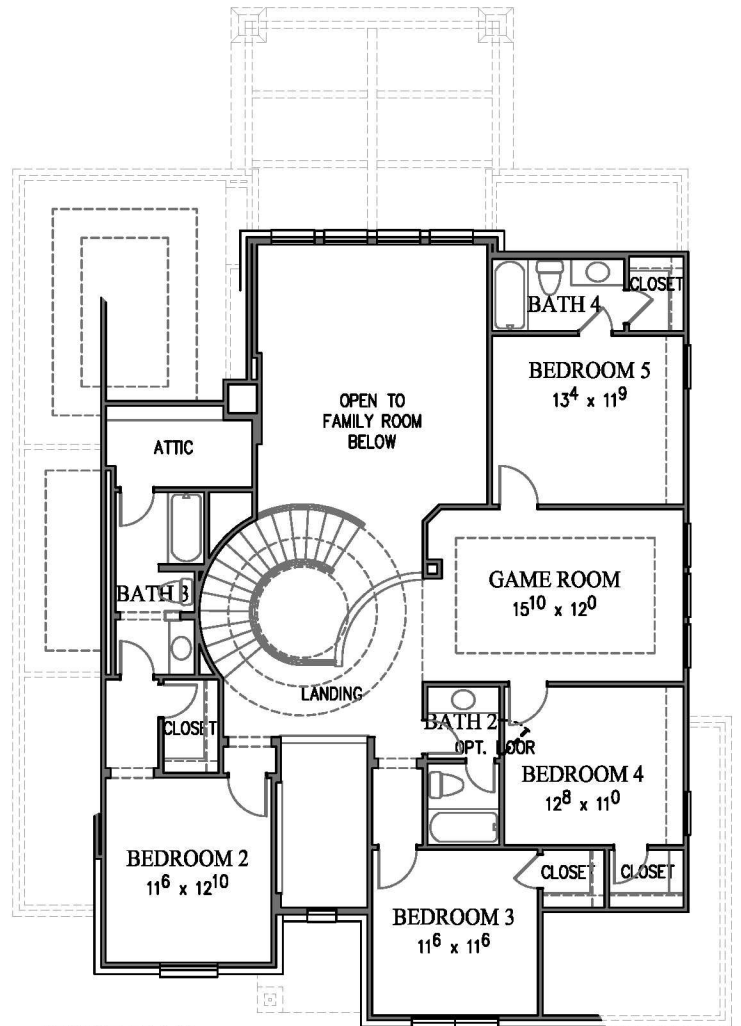 BATH 4
CLOSET
BEDROOM 5
13⁴ x 11⁹
OPEN TO
FAMILY ROOM
BELOW
ATTIC
GAME ROOM
15¹⁰ x 12⁰
BATH 3
LANDING
CLOSET
BATH 2
OPT. DOOR
BEDROOM 4
12⁸ x 11⁰
BEDROOM 2
11⁶ x 12¹⁰
CLOSET
CLOSET
BEDROOM 3
11⁶ x 11⁶